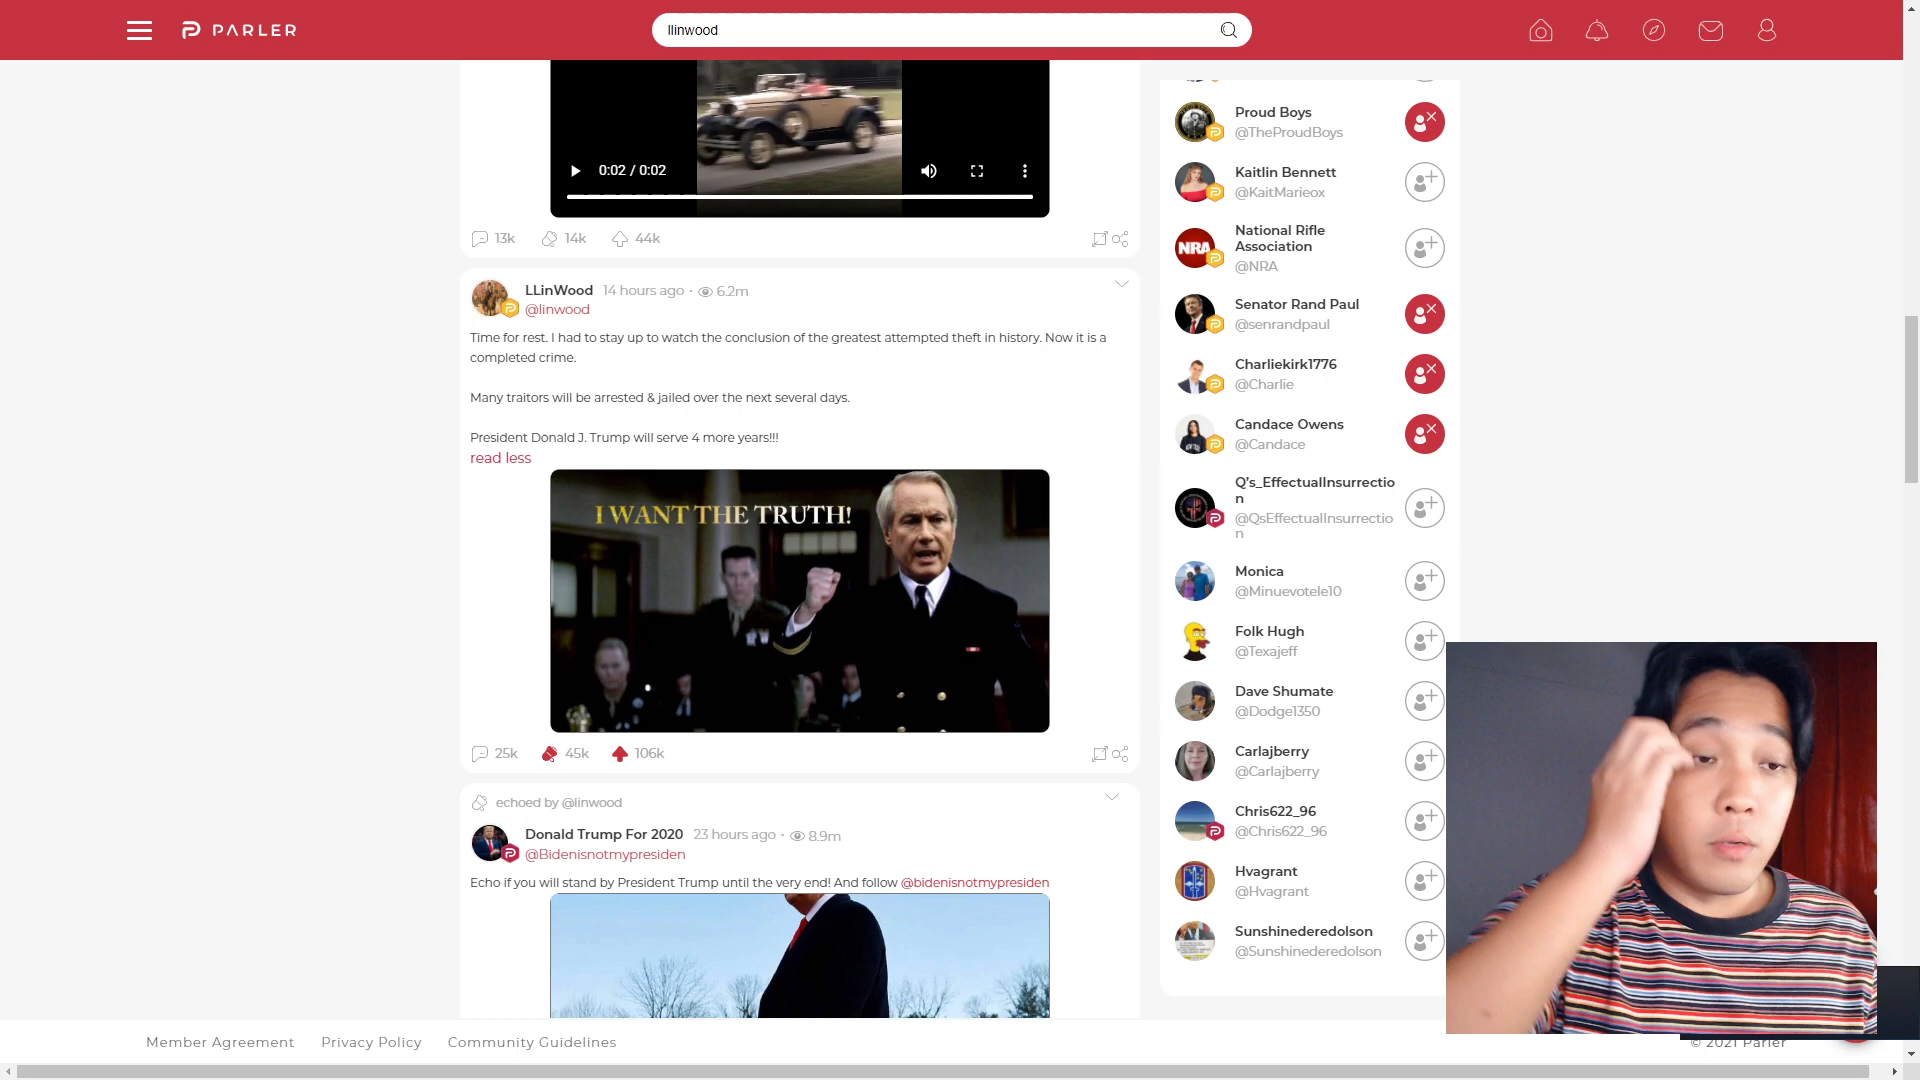 PARLER
llinwood
0:02 / 0:02
13k 14k 44k
LLinWood 14 hours ago · 6.2m
@linwood
Time for rest. I had to stay up to watch the conclusion of the greatest attempted theft in history. Now it is a
completed crime.
Many traitors will be arrested & jailed over the next several days.
President Donald J. Trump will serve 4 more years!!!
read less
I WANT THE TRUTH!
25k 45k 106k
echoed by @linwood
Donald Trump For 2020 23 hours ago · 8.9m
@Bidenisnotmypresiden
Echo if you will stand by President Trump until the very end! And follow @bidenisnotmypresiden
Proud Boys
@TheProudBoys
Kaitlin Bennett
@KaitMarieox
NRA
National Rifle
Association
@NRA
Senator Rand Paul
@senrandpaul
Charliekirk1776
@Charlie
Candace Owens
@Candace
Q's_EffectualInsurrectio
n
@QsEffectualInsurrectio
n
Monica
@Minuevotele10
Folk Hugh
@Texajeff
Dave Shumate
@Dodge1350
Carlajberry
@Carlajberry
Chris622_96
@Chris622_96
Hvagrant
@Hvagrant
Sunshinederedolson
@Sunshinederedolson
Member Agreement Privacy Policy Community Guidelines
© 2021 Parler